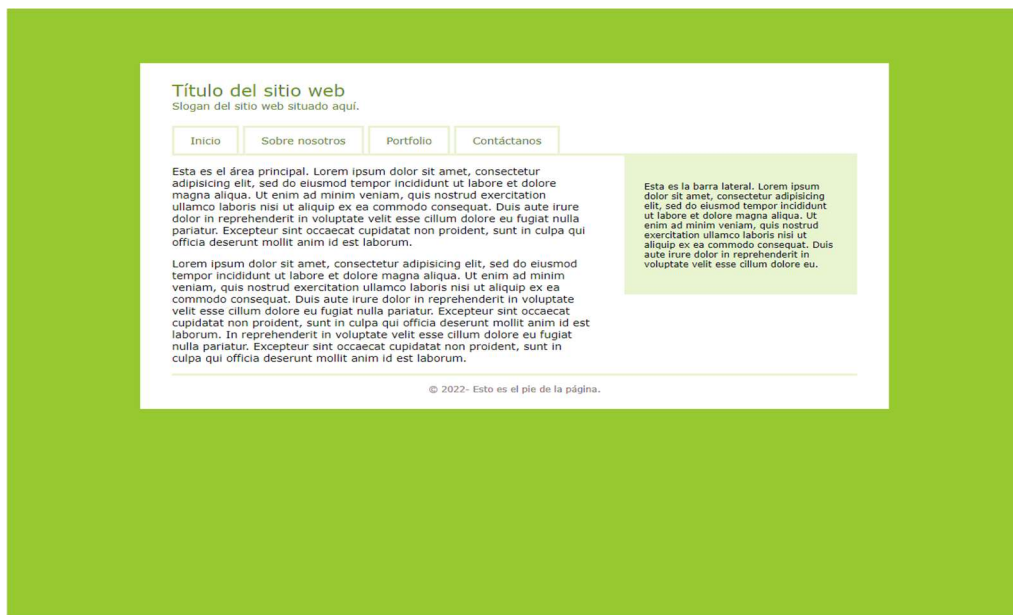 Título del sitio web
Slogan del sitio web situado aquí.
Inicio
Sobre nosotros
Portfolio
Contáctanos
Esta es el área principal. Lorem ipsum dolor sit amet, consectetur
adipisicing elit, sed do eiusmod tempor incididunt ut labore et dolore
magna aliqua. Ut enim ad minim veniam, quis nostrud exercitation
ullamco laboris nisi ut aliquip ex ea commodo consequat. Duis aute irure
dolor in reprehenderit in voluptate velit esse cillum dolore eu fugiat nulla
pariatur. Excepteur sint occaecat cupidatat non proident, sunt in culpa qui
officia deserunt mollit anim id est laborum.
Lorem ipsum dolor sit amet, consectetur adipisicing elit, sed do eiusmod
tempor incididunt ut labore et dolore magna aliqua. Ut enim ad minim
veniam, quis nostrud exercitation ullamco laboris nisi ut aliquip ex ea
commodo consequat. Duis aute irure dolor in reprehenderit in voluptate
velit esse cillum dolore eu fugiat nulla pariatur. Excepteur sint occaecat
cupidatat non proident, sunt in culpa qui officia deserunt mollit anim id est
laborum. In reprehenderit in voluptate velit esse cillum dolore eu fugiat
nulla pariatur. Excepteur sint occaecat cupidatat non proident, sunt in
culpa qui officia deserunt mollit anim id est laborum.
Esta es la barra lateral. Lorem ipsum
dolor sit amet, consectetur adipisicing
elit, sed do eiusmod tempor incididunt
ut labore et dolore magna aliqua. Ut
enim ad minim veniam, quis nostrud
exercitation ullamco laboris nisi ut
aliquip ex ea commodo consequat. Duis
aute irure dolor in reprehenderit in
voluptate velit esse cillum dolore eu.
© 2022- Esto es el pie de la página.